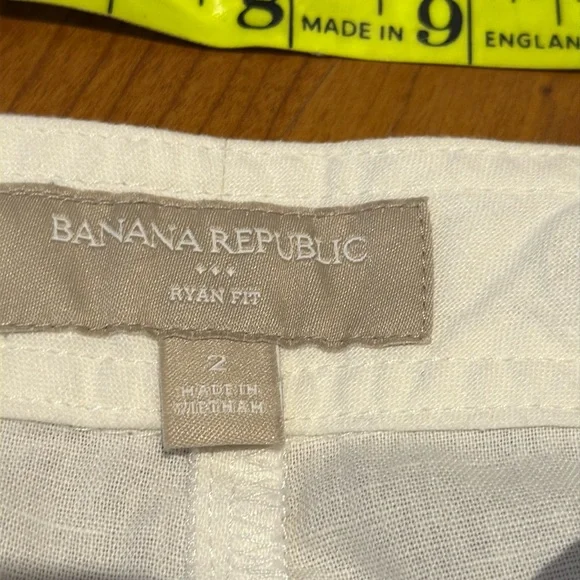 8 MADE IN 9 ENGLAN
BANANA REPUBLIC
RYAN FIT
2
MADE IN
VIETNAM